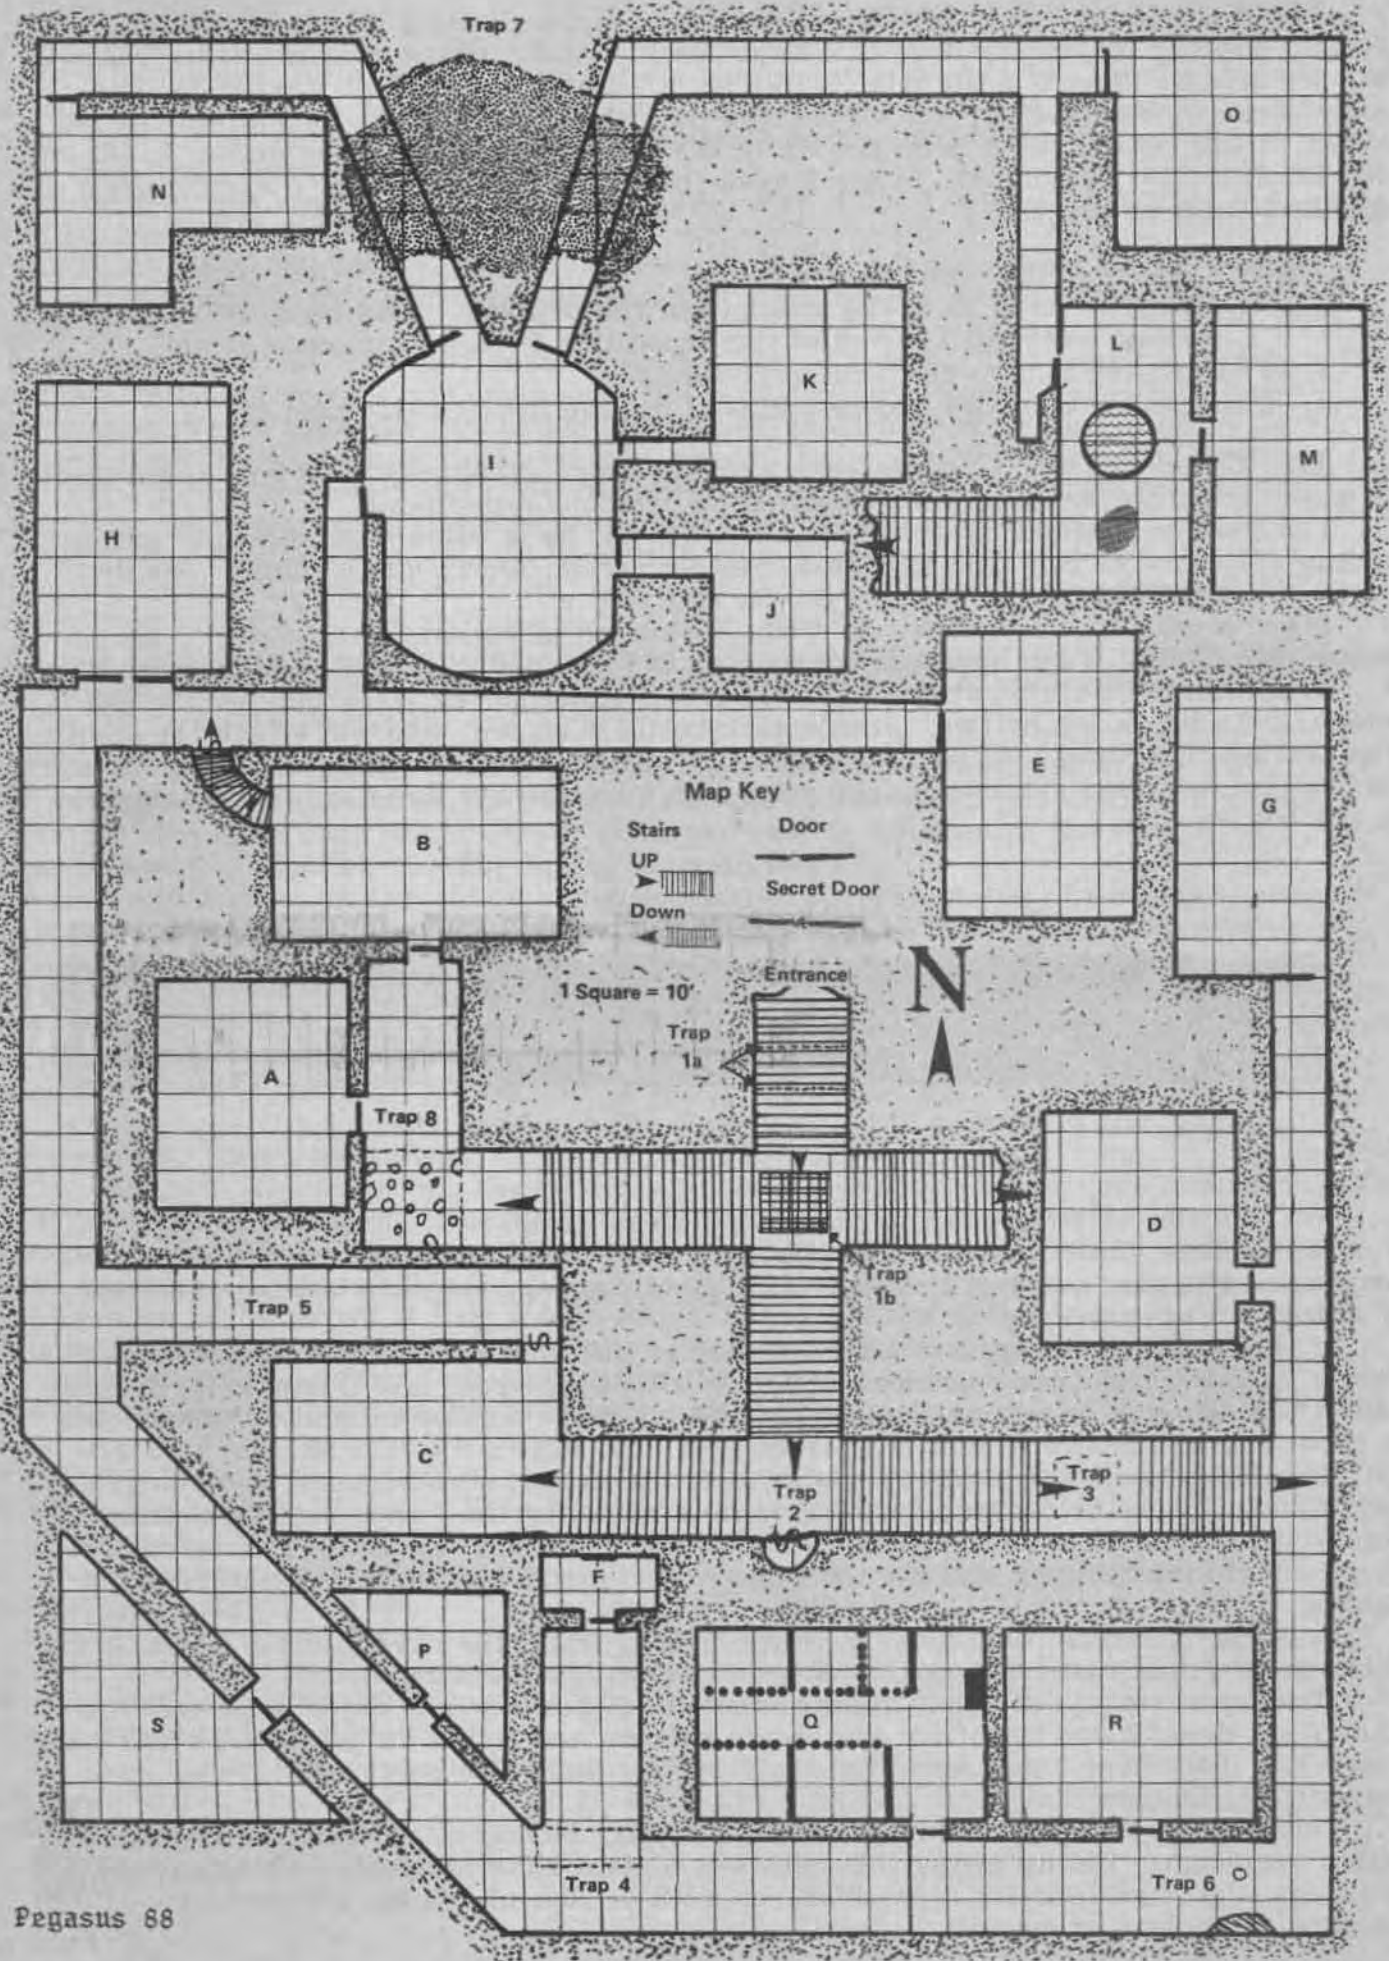 Trap 7
O
N
L
K
I
M
H
J
E
Map Key
G
Stairs
Door
B
UP
Secret Door
Down
Entrance
1 Square = 10'
N
Trap
1a
A
Trap 8
D
Trap
1b
Trap 5
S
C
Trap
3
Trap
2
S
F
P
S
Q
R
Trap 4
Trap 6
Pegasus 88